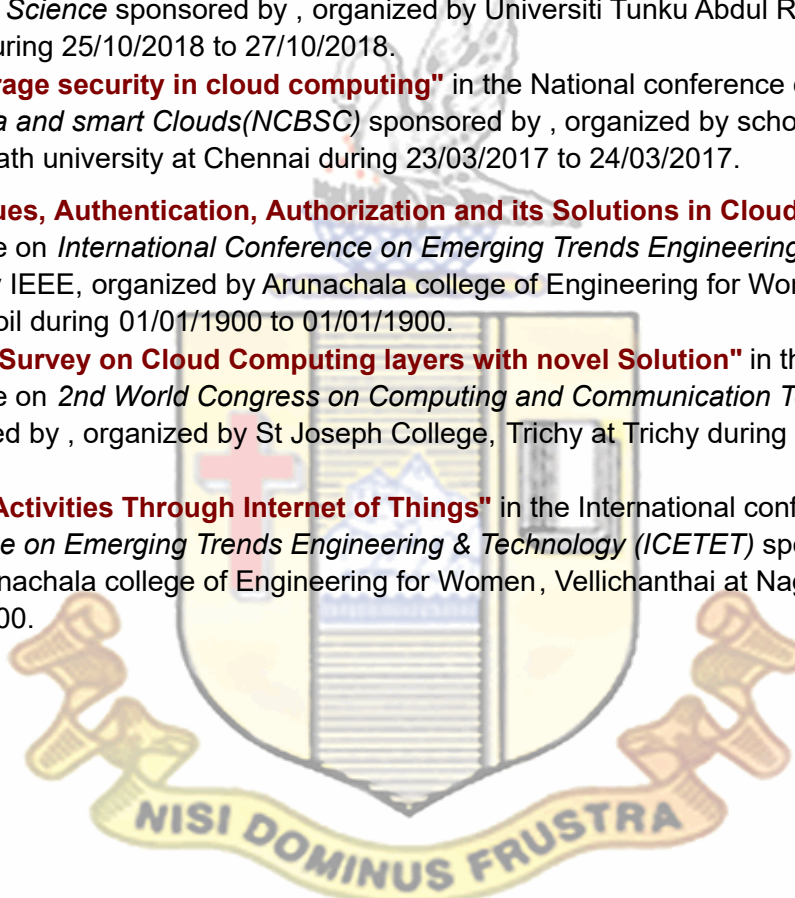 Science sponsored by , organized by Universiti Tunku Abdul R
uring 25/10/2018 to 27/10/2018.
rage security in cloud computing" in the National conference
a and smart Clouds(NCBSC) sponsored by , organized by scho
ath university at Chennai during 23/03/2017 to 24/03/2017.
ues, Authentication, Authorization and its Solutions in Cloud
e on International Conference on Emerging Trends Engineering
IEEE, organized by Arunachala college of Engineering for Wor
oil during 01/01/1900 to 01/01/1900.
Survey on Cloud Computing layers with novel Solution" in th
e on 2nd World Congress on Computing and Communication T
ed by , organized by St Joseph College, Trichy at Trichy during
Activities Through Internet of Things" in the International conf
e on Emerging Trends Engineering & Technology (ICETET) spo
nachala college of Engineering for Women, Vellichanthai at Nag
00.
NISI DOMINUS FRUSTRA